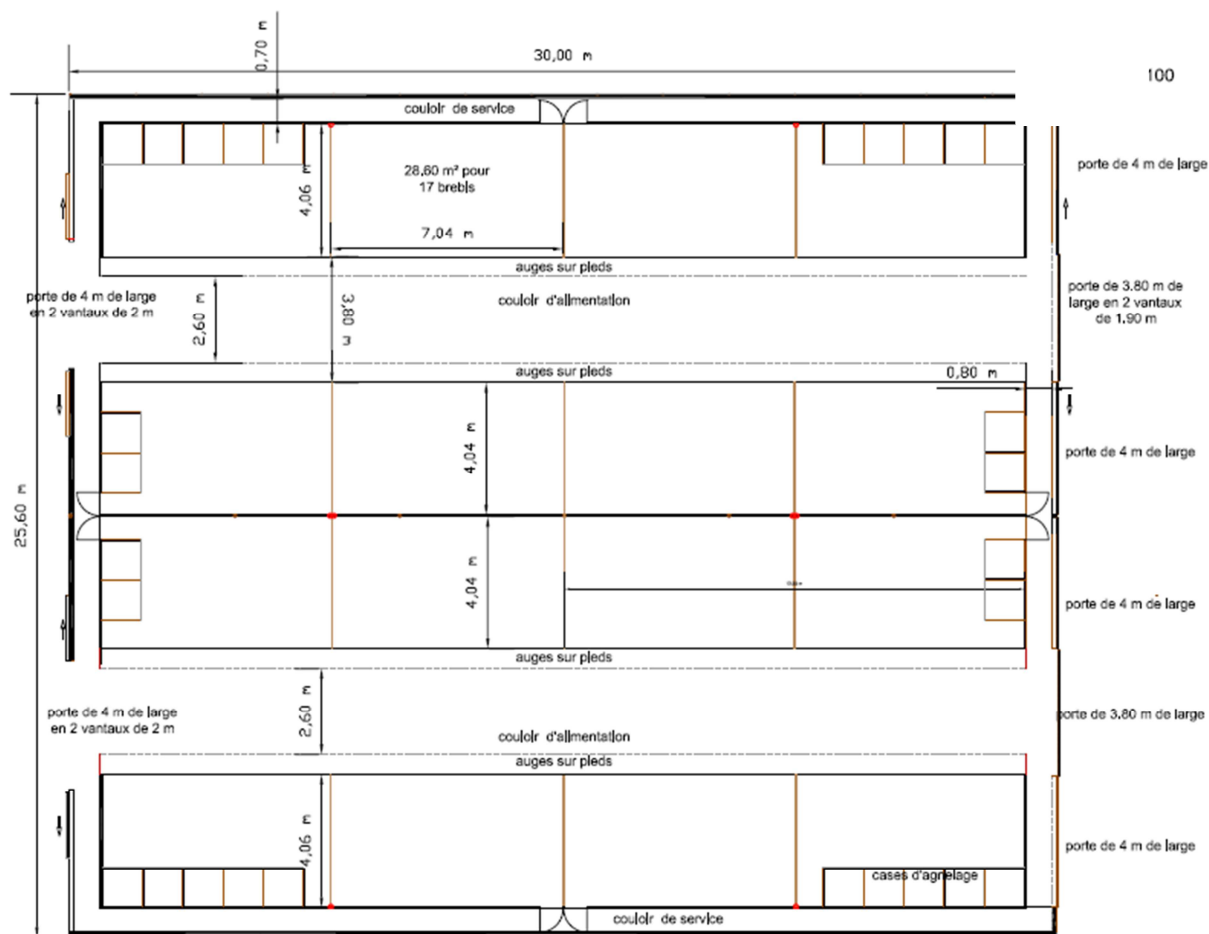 30,00 m
0,70 m
100
couloir de service
porte de 4 m de large
28,60 m² pour
17 brebis
4,06 m
7,04 m
auges sur pieds
couloir d'alimentation
porte de 4 m de large
en 2 vantaux de 2 m
2,60 m
3,80 m
porte de 3.80 m de
large en 2 vantaux
de 1.90 m
auges sur pieds
0,80 m
4,04 m
porte de 4 m de large
25,60 m
4,04 m
porte de 4 m de large
auges sur pieds
porte de 4 m de large
en 2 vantaux de 2 m
2,60 m
porte de 3.80 m de large
couloir d'alimentation
auges sur pieds
4,06 m
porte de 4 m de large
cases d'agnelage
couloir de service